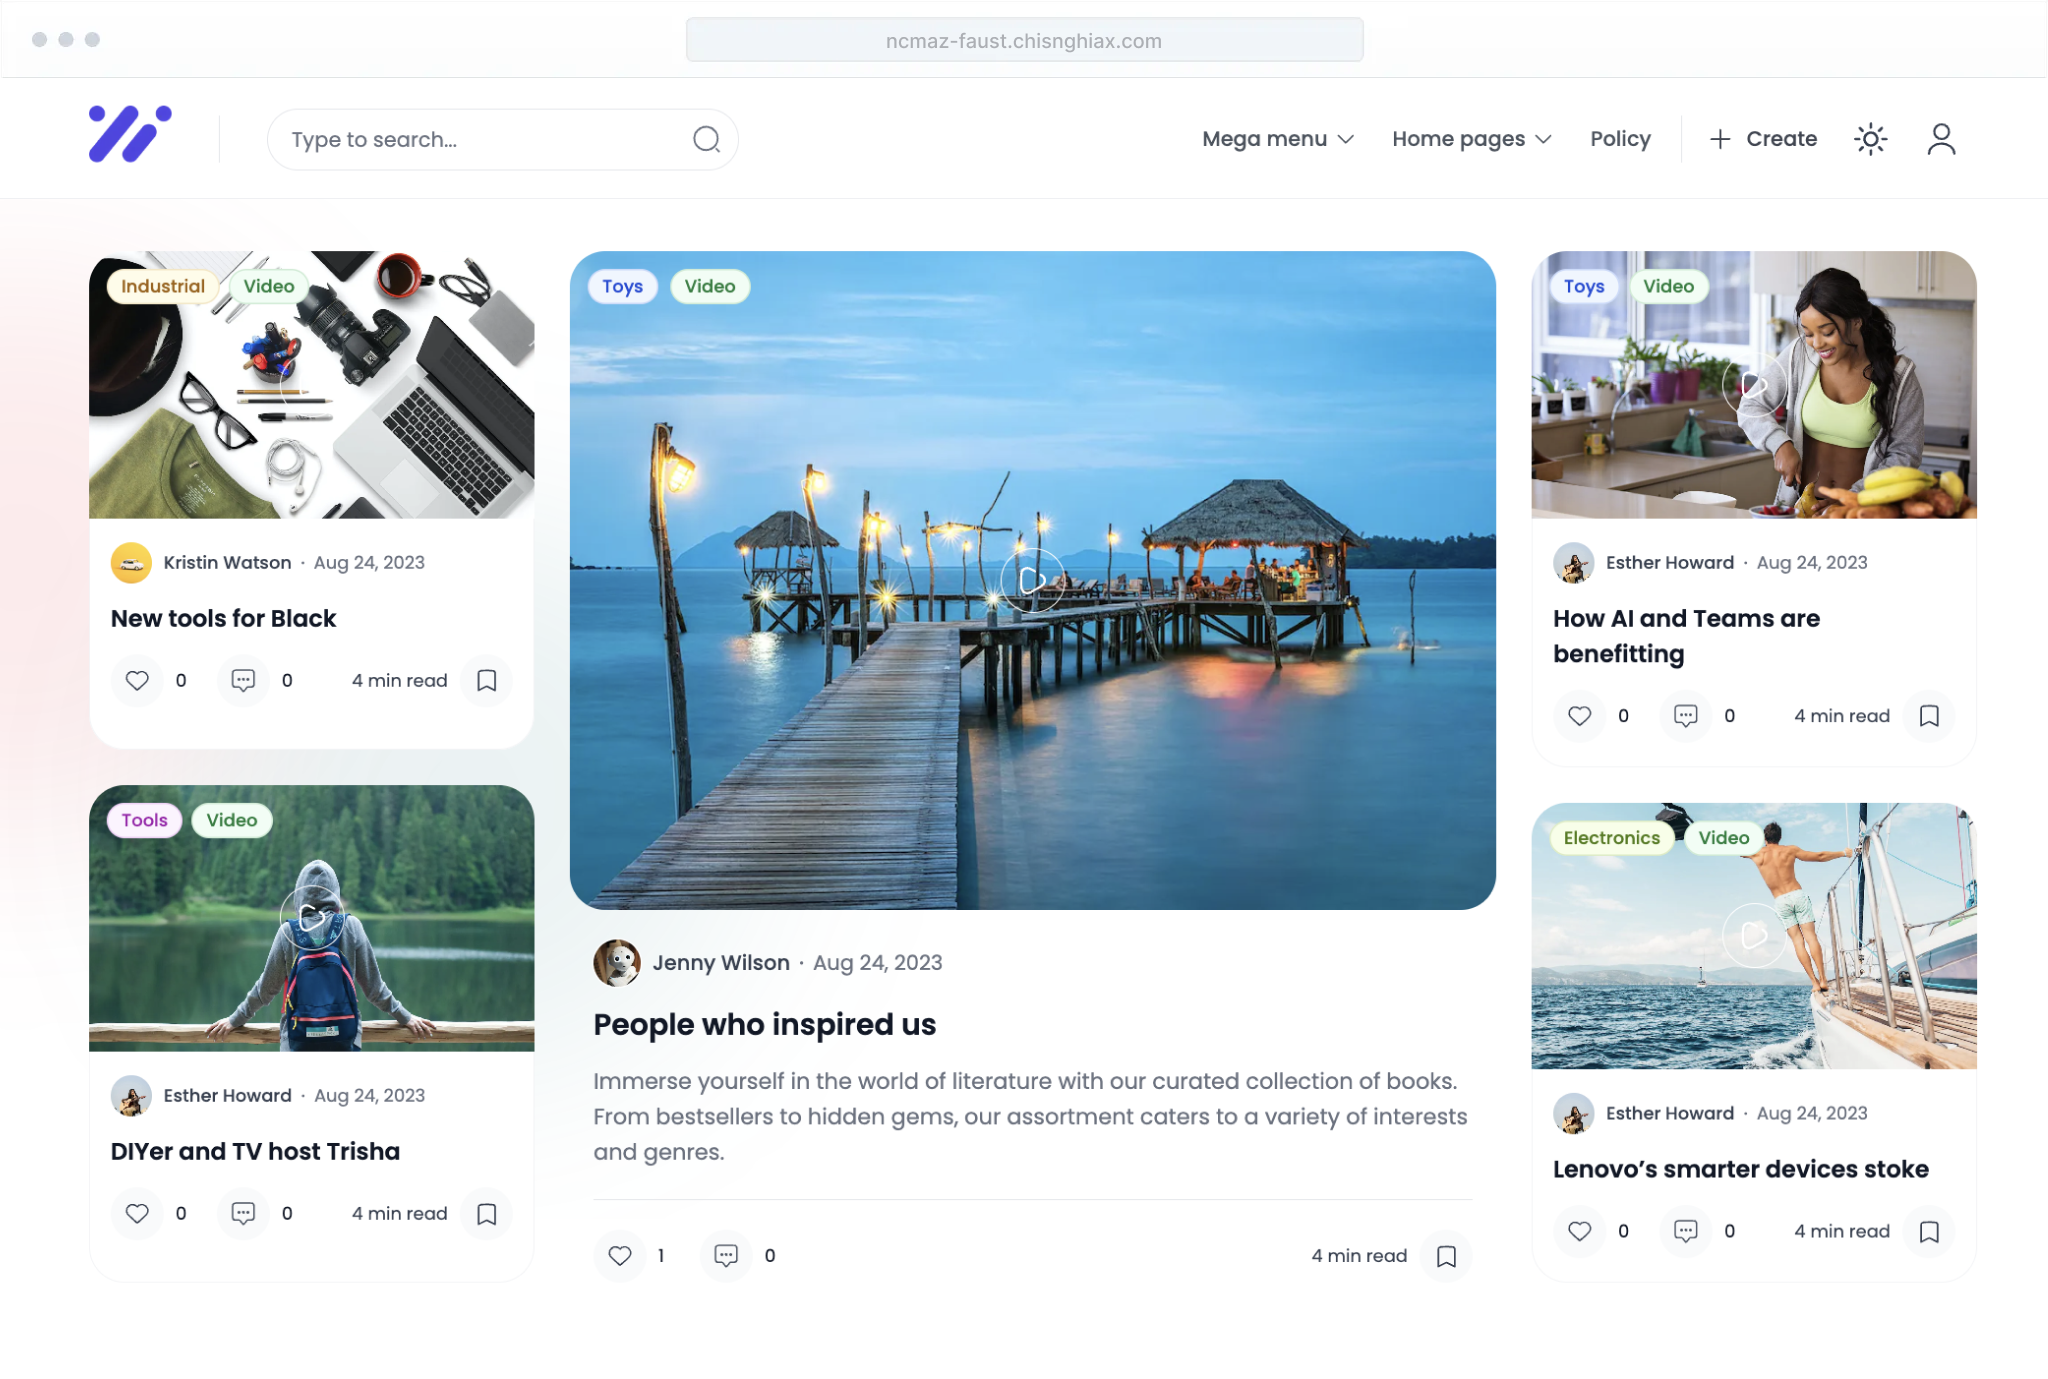 ncmaz-faust.chisnghiax.com
Type to search...
Mega menu
Home pages
Policy
Create
Industrial
Video
Kristin Watson · Aug 24, 2023
New tools for Black
0
0
4 min read
Tools
Video
Esther Howard · Aug 24, 2023
DIYer and TV host Trisha
0
0
4 min read
Toys
Video
Jenny Wilson · Aug 24, 2023
People who inspired us
Immerse yourself in the world of literature with our curated collection of books.
From bestsellers to hidden gems, our assortment caters to a variety of interests
and genres.
1
0
4 min read
Toys
Video
Esther Howard · Aug 24, 2023
How AI and Teams are
benefitting
0
0
4 min read
Electronics
Video
Esther Howard · Aug 24, 2023
Lenovo’s smarter devices stoke
0
0
4 min read